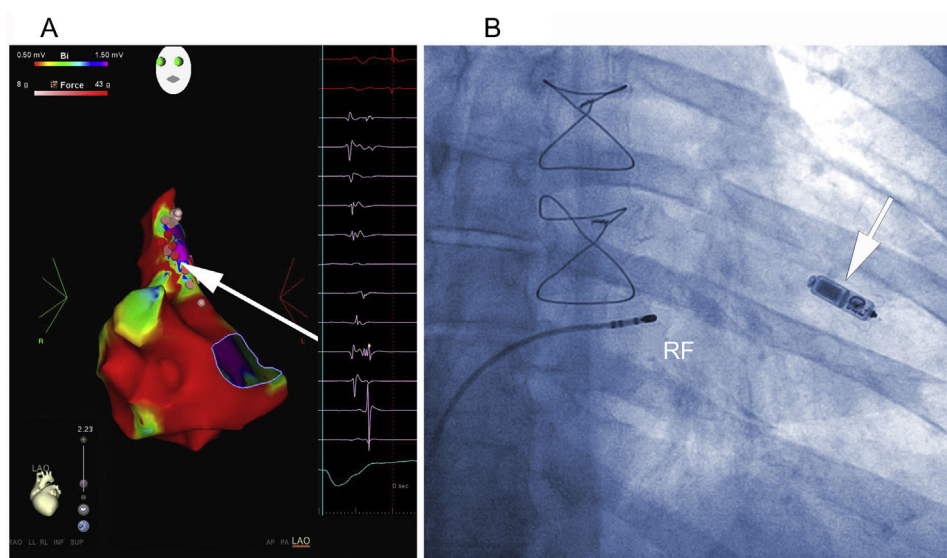 A
B
0.50 mV Bi 1.50 mV
8 g Force 43 g
R
L
2.23
LAO
0 sec
RAO LL RL INF SUP
AP PA LAO
RF